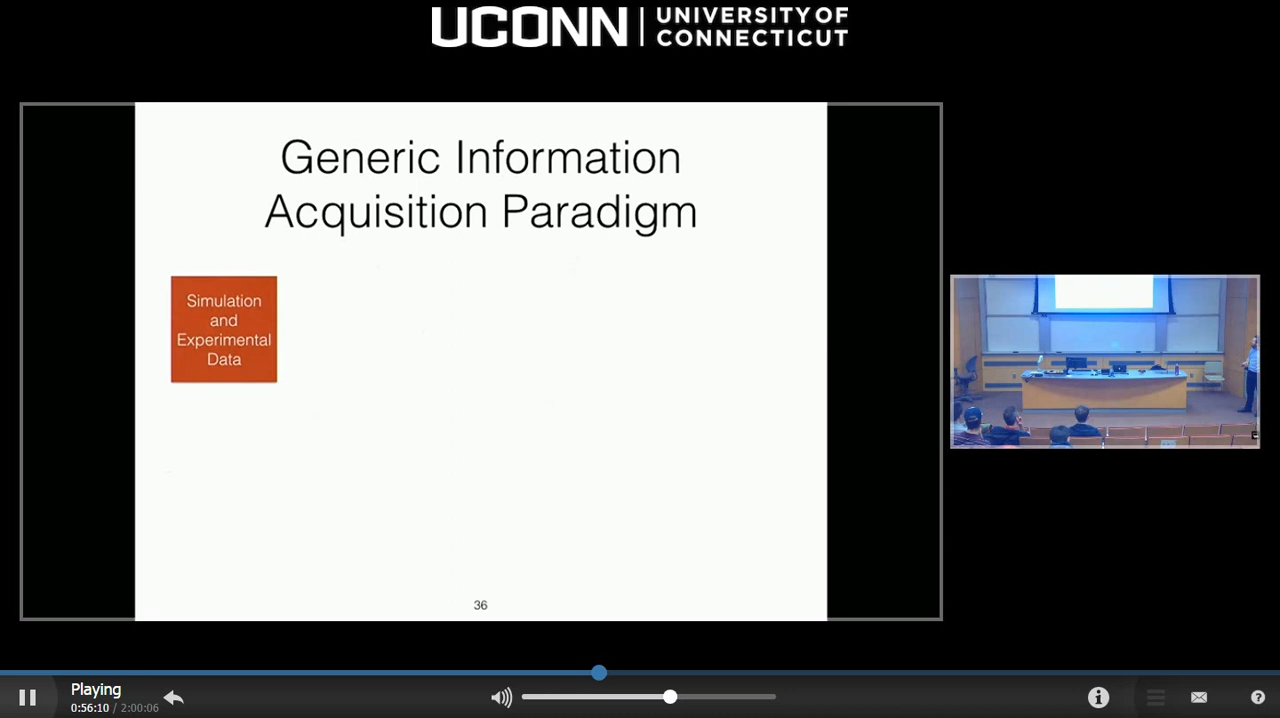 UCONN
UNIVERSITY OF
CONNECTICUT
Generic Information
Acquisition Paradigm
Simulation
and
Experimental
Data
36
Playing
0:56:10 / 2:00:06